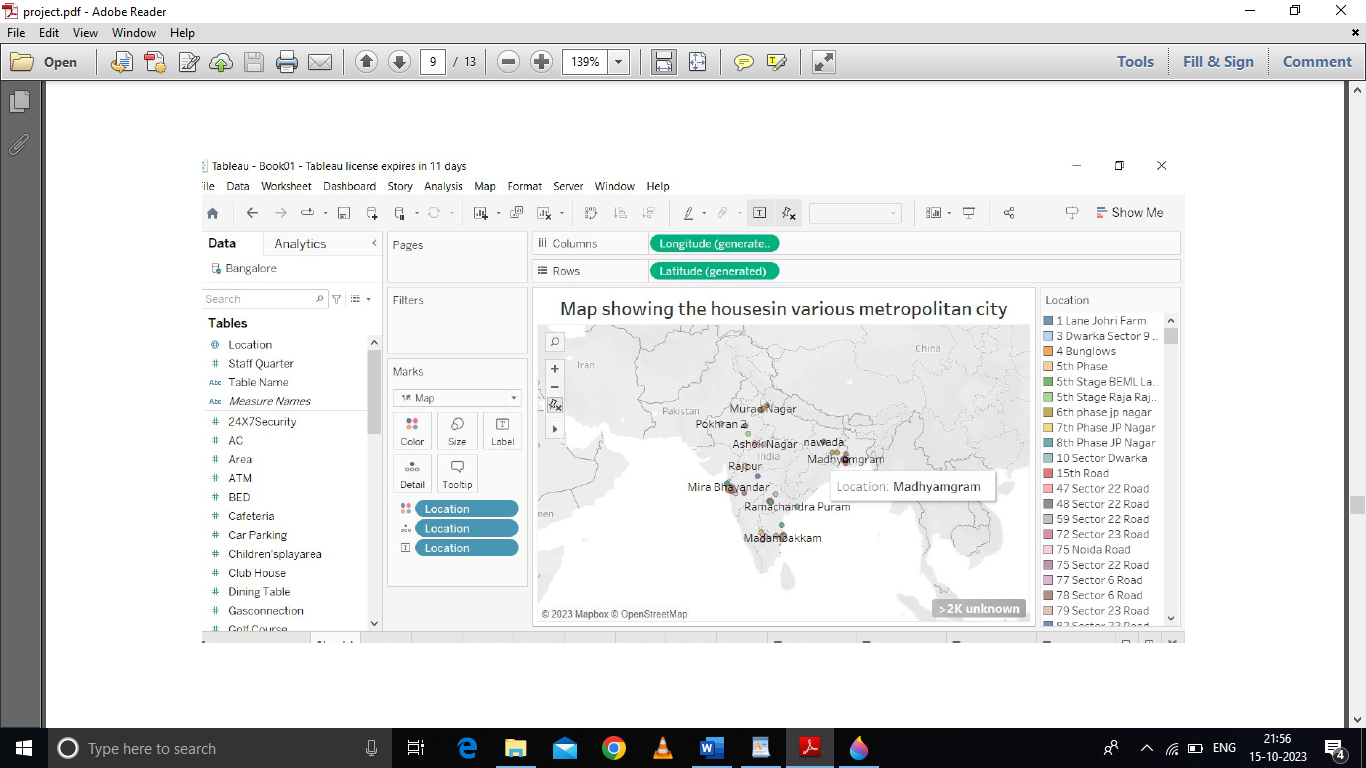 project.pdf - Adobe Reader
File Edit View Window Help
Open 9 / 13 139% Tools Fill & Sign Comment
Tableau - Book01 - Tableau license expires in 11 days
ile Data Worksheet Dashboard Story Analysis Map Format Server Window Help
Show Me
Data Analytics
Bangalore
Search
Tables
Location
Staff Quarter
Abc Table Name
Abc Measure Names
24X7Security
AC
Area
ATM
BED
Cafeteria
Car Parking
Children'splayarea
Club House
Dining Table
Gasconnection
Golf Course
Pages
Filters
Marks
Map
Color Size Label
Detail Tooltip
Location
Location
Location
Columns Longitude (generate..
Rows Latitude (generated)
Map showing the housesin various metropolitan city
Iran
China
Pakistan
Murad Nagar
Pokhran 2
Ashok Nagar nawada
India
Madhyamgram
Rajpur
Mira Bhayandar
Location: Madhyamgram
Ramachandra Puram
men
Madambakkam
© 2023 Mapbox © OpenStreetMap
>2K unknown
Location
1 Lane Johri Farm
3 Dwarka Sector 9 ..
4 Bunglows
5th Phase
5th Stage BEML La..
5th Stage Raja Raj..
6th phase jp nagar
7th Phase JP Nagar
8th Phase JP Nagar
10 Sector Dwarka
15th Road
47 Sector 22 Road
48 Sector 22 Road
59 Sector 22 Road
72 Sector 23 Road
75 Noida Road
75 Sector 22 Road
77 Sector 6 Road
78 Sector 6 Road
79 Sector 23 Road
Type here to search
ENG
21:56
15-10-2023
4